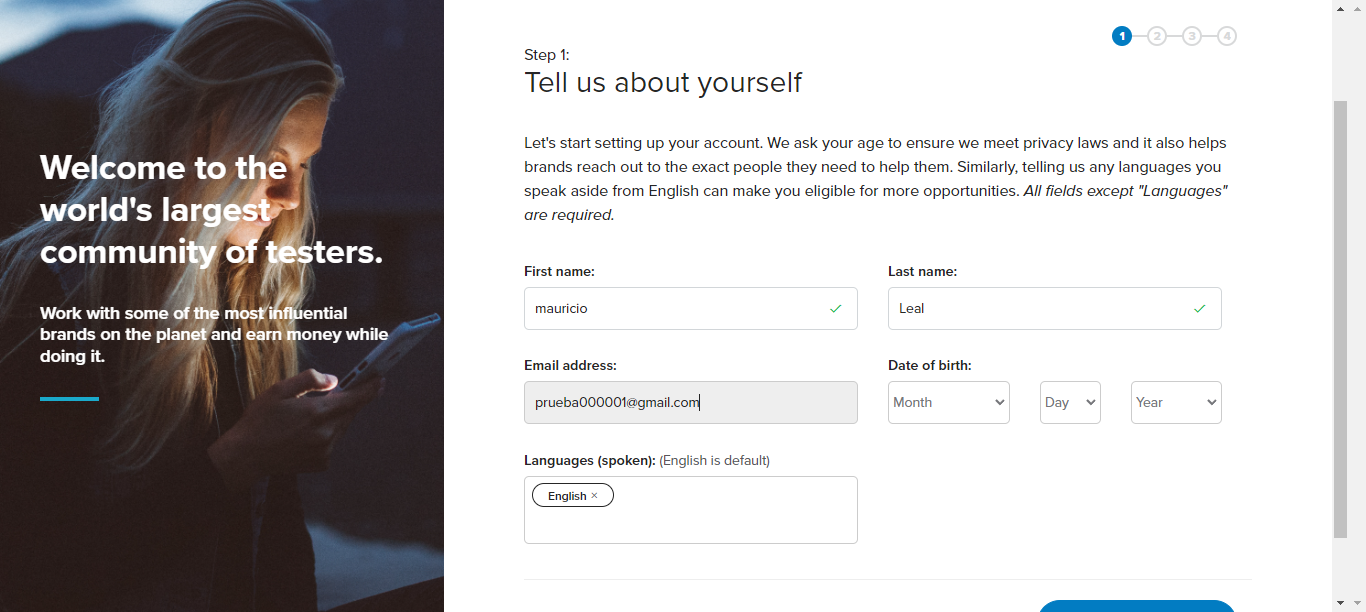 Welcome to the
world's largest
community of testers.
Work with some of the most influential
brands on the planet and earn money while
doing it.
1 2 3 4
Step 1:
Tell us about yourself
Let's start setting up your account. We ask your age to ensure we meet privacy laws and it also helps
brands reach out to the exact people they need to help them. Similarly, telling us any languages you
speak aside from English can make you eligible for more opportunities. All fields except "Languages"
are required.
First name: Last name:
mauricio Leal
Email address: Date of birth:
prueba000001@gmail.com Month Day Year
Languages (spoken): (English is default)
English ×